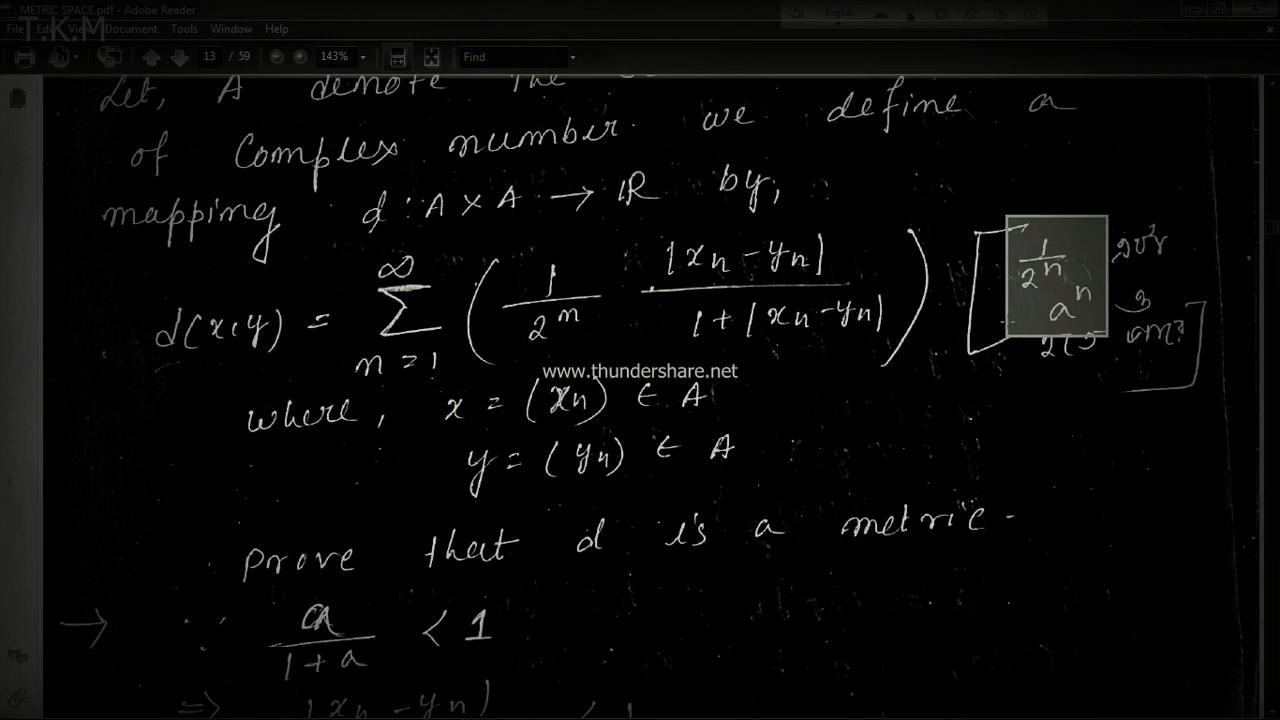 METRIC SPACE.pdf - Adobe Reader
T.K.M
File Edit View Document Tools Window Help
English
13 / 59 143% Find
Let, A denote the
of Complex number. we define a
mapping d : A x A → ℝ by,
d(x,y) = ∑_{n=1}^{∞} ( 1/2^n |xn - yn| / 1+|xn-yn| ) [ 1/2^n
a^n
www.thundershare.net
where, x = (xn) ∈ A
y = (yn) ∈ A
Prove that d is a metric.
→ ∵ a/1+a < 1
⇒ |xn - yn| < 1